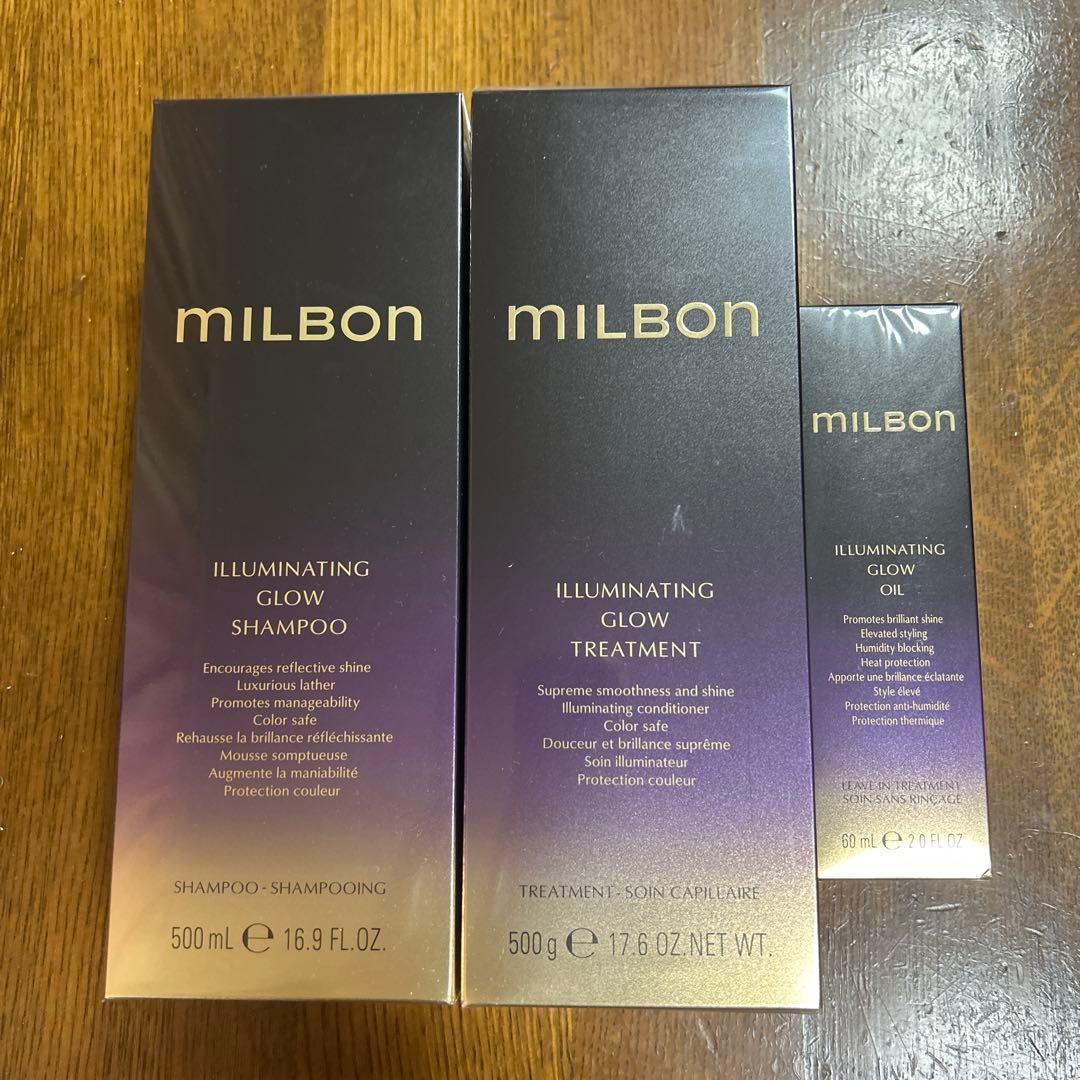 MILBON
ILLUMINATING
GLOW
SHAMPOO
Encourages reflective shine
Luxurious lather
Promotes manageability
Color safe
Rehausse la brillance réfléchissante
Mousse somptueuse
Augmente la maniabilité
Protection couleur
SHAMPOO - SHAMPOOING
500 mL ℮ 16.9 FL.OZ.
MILBON
ILLUMINATING
GLOW
TREATMENT
Supreme smoothness and shine
Illuminating conditioner
Color safe
Douceur et brillance suprême
Soin illuminateur
Protection couleur
TREATMENT - SOIN CAPILLAIRE
500 g ℮ 17.6 OZ.NET WT.
MILBON
ILLUMINATING
GLOW
OIL
Promotes brilliant shine
Elevated styling
Humidity blocking
Heat protection
Apporte une brillance éclatante
Style élevé
Protection anti-humidité
Protection thermique
LEAVE-IN TREATMENT
SOIN SANS RINÇAGE
60 mL ℮ 2.0 FL.OZ.